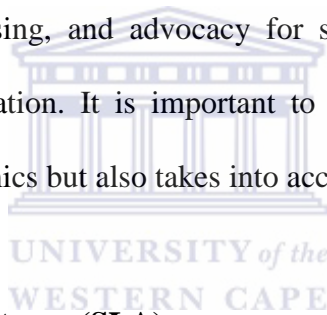 sing, and advocacy for s
ation. It is important to
nics but also takes into acc
UNIVERSITY of the
WESTERN CAPE
(SLA)